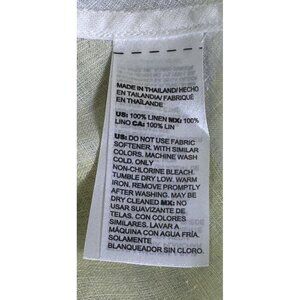 MADE IN THAILAND/HECHO
EN TAILANDIA/ FABRIQUÉ
EN THAÏLANDE
US: 100% LINEN MX: 100%
LINO CA: 100% LIN
US: DO NOT USE FABRIC
SOFTENER. WITH SIMILAR
COLORS. MACHINE WASH
COLD. ONLY
NON-CHLORINE BLEACH.
TUMBLE DRY LOW. WARM
IRON. REMOVE PROMPTLY
AFTER WASHING. MAY BE
DRY CLEANED MX: NO
USAR SUAVIZANTE DE
TELAS. CON COLORES
SIMILARES. LAVAR A
MÁQUINA CON AGUA FRÍA.
SOLAMENTE
BLANQUEADOR SIN CLORO.